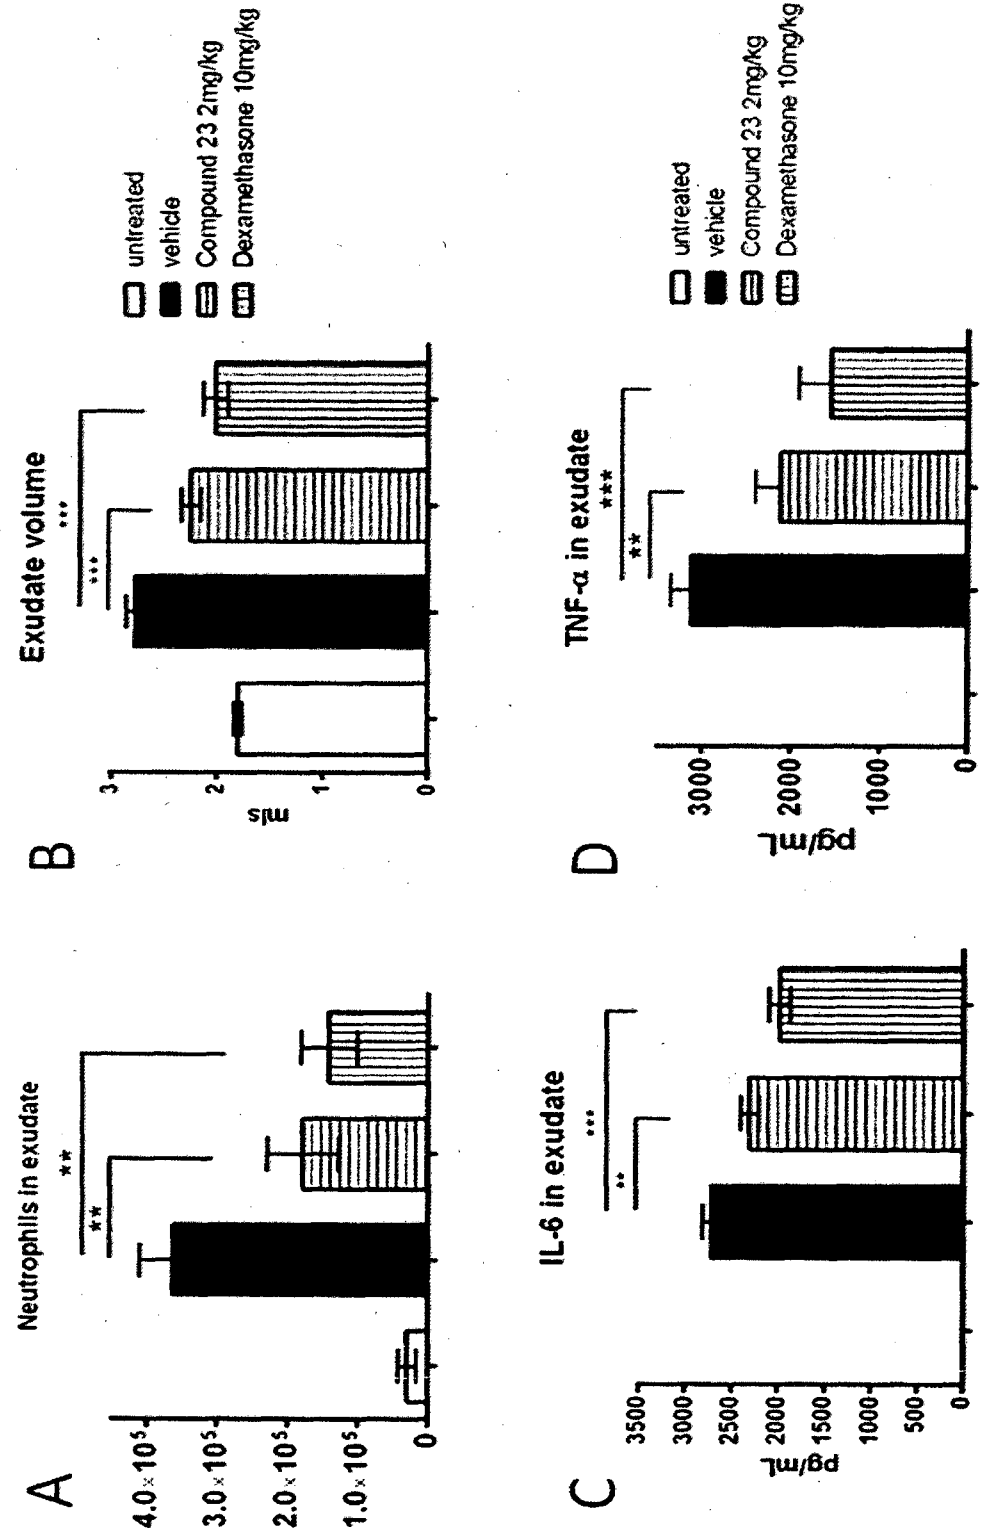 A
Neutrophils in exudate
4.0×10⁵
3.0×10⁵
2.0×10⁵
1.0×10⁵
0
**
**
B
Exudate volume
3
2
1
0
mls
***
***
untreated
vehicle
Compound 23 2mg/kg
Dexamethasone 10mg/kg
C
IL-6 in exudate
3500
3000
2500
2000
1500
1000
500
0
pg/mL
***
**
D
TNF-α in exudate
3000
2000
1000
0
pg/mL
***
**
untreated
vehicle
Compound 23 2mg/kg
Dexamethasone 10mg/kg